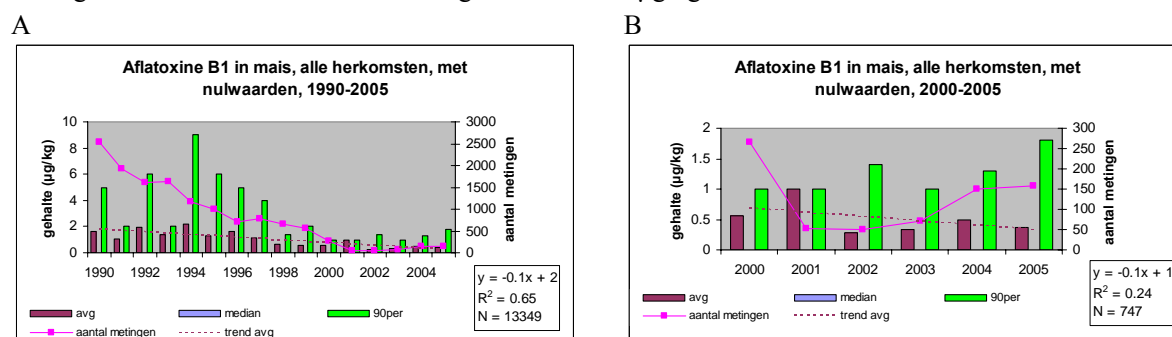 A
Aflatoxine B1 in mais, alle herkomsten, met
nulwaarden, 1990-2005
gehalte (µg/kg)
10
8
6
4
2
0
3000
2500
2000
1500
1000
500
0
aantal metingen
1990 1992 1994 1996 1998 2000 2002 2004
avg median 90per
aantal metingen trend avg
y = -0.1x + 2
R² = 0.65
N = 13349
B
Aflatoxine B1 in mais, alle herkomsten, met
nulwaarden, 2000-2005
gehalte (µg/kg)
2
1.5
1
0.5
0
300
250
200
150
100
50
0
aantal metingen
2000 2001 2002 2003 2004 2005
avg median 90per
aantal metingen trend avg
y = -0.1x + 1
R² = 0.24
N = 747